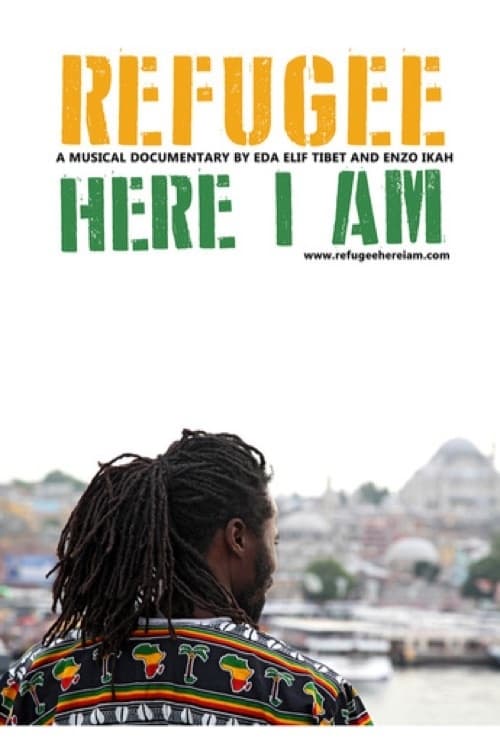 REFUGEE
A MUSICAL DOCUMENTARY BY EDA ELIF TIBET AND ENZO IKAH
HERE I AM
www.refugeehereiam.com